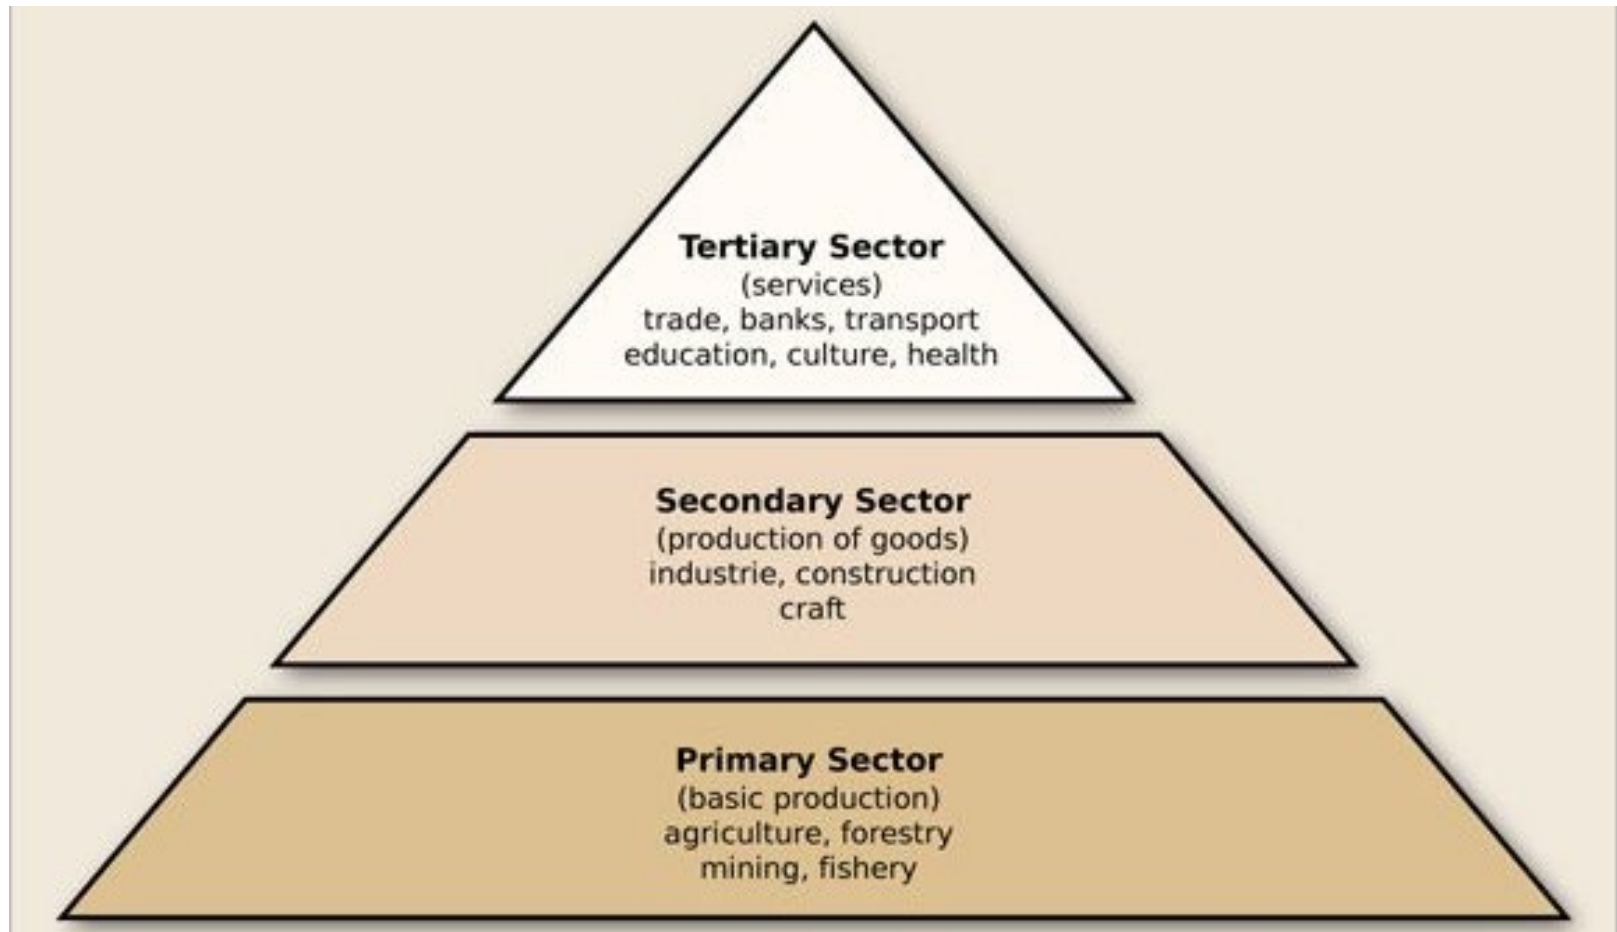 Tertiary Sector
(services)
trade, banks, transport
education, culture, health
Secondary Sector
(production of goods)
industrie, construction
craft
Primary Sector
(basic production)
agriculture, forestry
mining, fishery